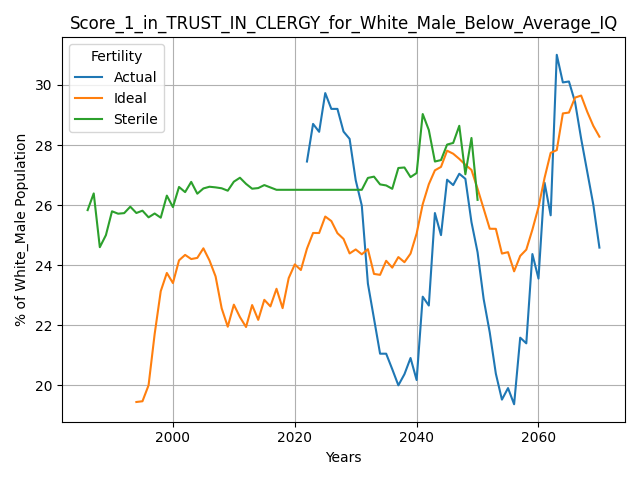 Score_1_in_TRUST_IN_CLERGY_for_White_Male_Below_Average_IQ
Fertility
Actual
Ideal
Sterile
% of White_Male Population
30
28
26
24
22
20
2000
2020
2040
2060
Years